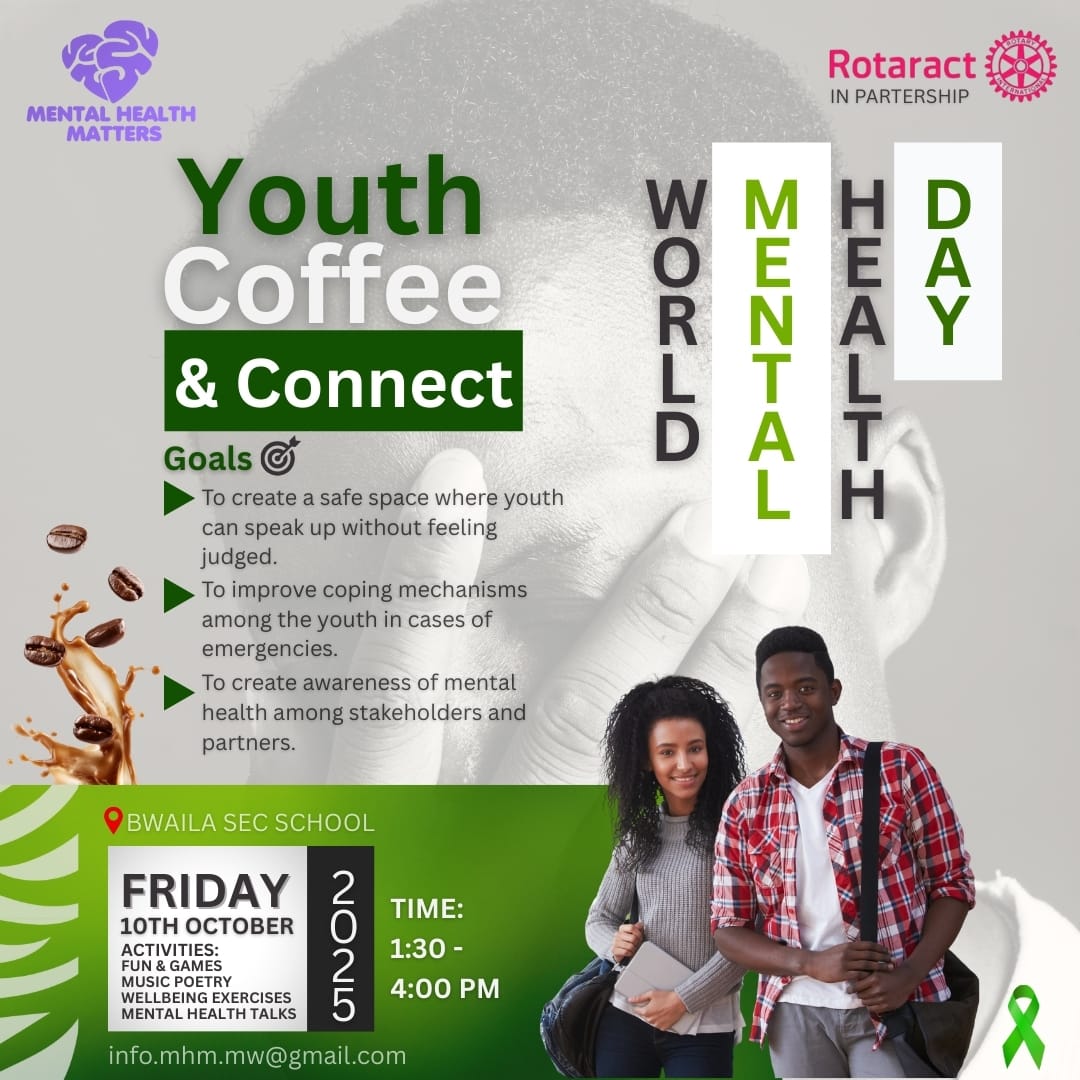 MENTAL HEALTH
MATTERS
Rotaract
IN PARTERSHIP
ROTARY
INTERNATIONAL
Youth
Coffee
& Connect
WORLD
MENTAL
HEALTH
DAY
Goals
To create a safe space where youth
can speak up without feeling
judged.
To improve coping mechanisms
among the youth in cases of
emergencies.
To create awareness of mental
health among stakeholders and
partners.
BWAILA SEC SCHOOL
FRIDAY
10TH OCTOBER
ACTIVITIES:
FUN & GAMES
MUSIC POETRY
WELLBEING EXERCISES
MENTAL HEALTH TALKS
2025
TIME:
1:30 -
4:00 PM
info.mhm.mw@gmail.com